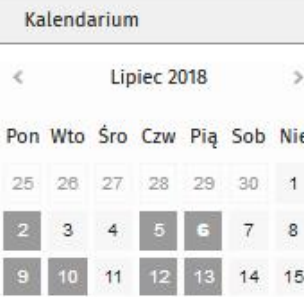 Kalendarium
< Lipiec 2018 >
Pon Wto Śro Czw Pią Sob Nie
25 26 27 28 29 30 1
2 3 4 5 6 7 8
9 10 11 12 13 14 15